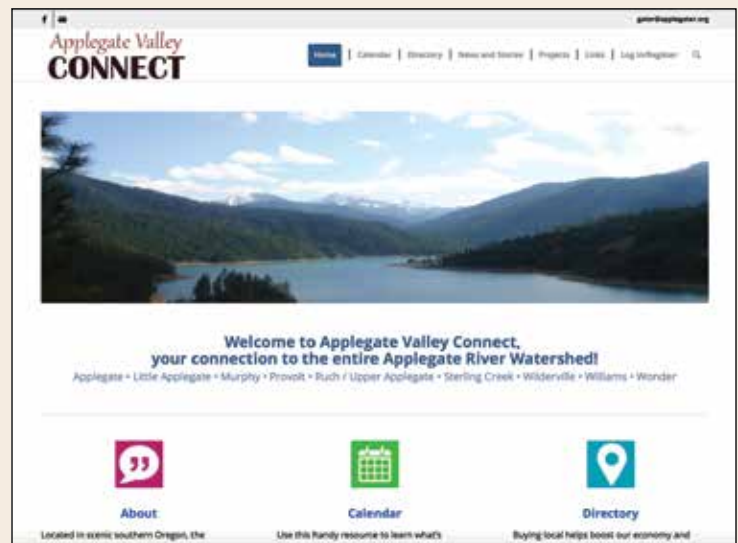 gater@applegater.org
Applegate Valley
CONNECT
Home | Calendar | Directory | News and Stories | Projects | Links | Log In/Register
Welcome to Applegate Valley Connect,
your connection to the entire Applegate River Watershed!
Applegate • Little Applegate • Murphy • Provolt • Ruch / Upper Applegate • Sterling Creek • Wilderville • Williams • Wonder
About
Calendar
Directory
Located in scenic southern Oregon, the
Use this handy resource to learn what's
Buying local helps boost our economy and